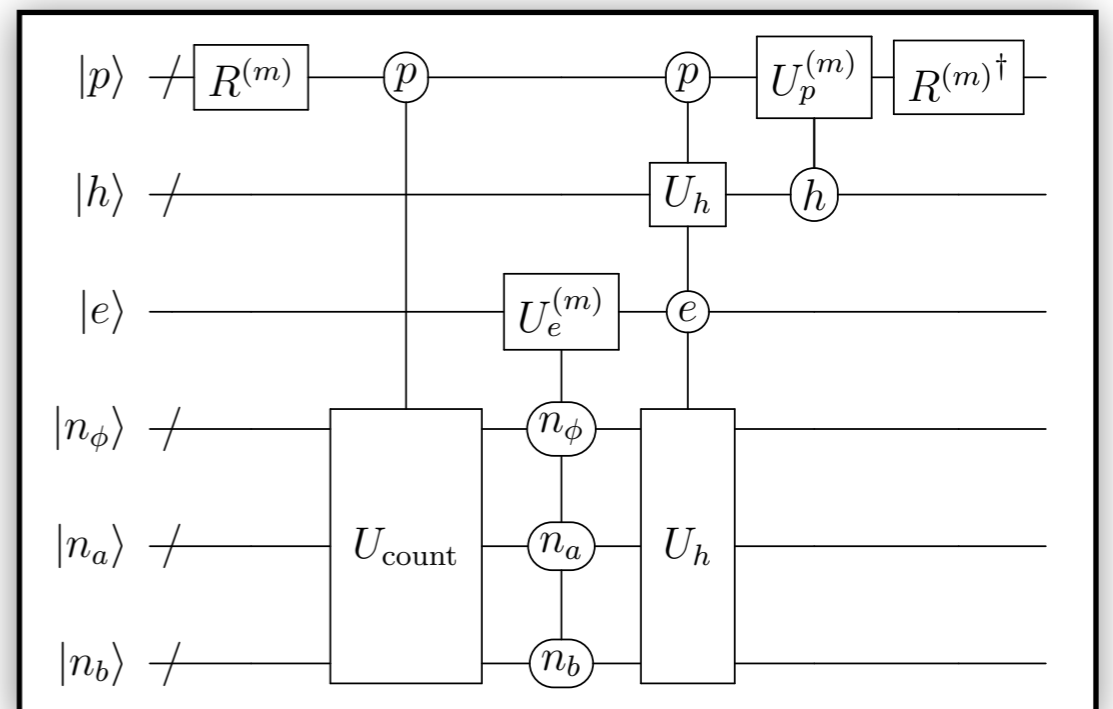 |p⟩ R^{(m)} p p U_p^{(m)} R^{(m)†}
|h⟩ U_h h
|e⟩ U_e^{(m)} e
|n_ϕ⟩ n_ϕ
|n_a⟩ U_count n_a U_h
|n_b⟩ n_b